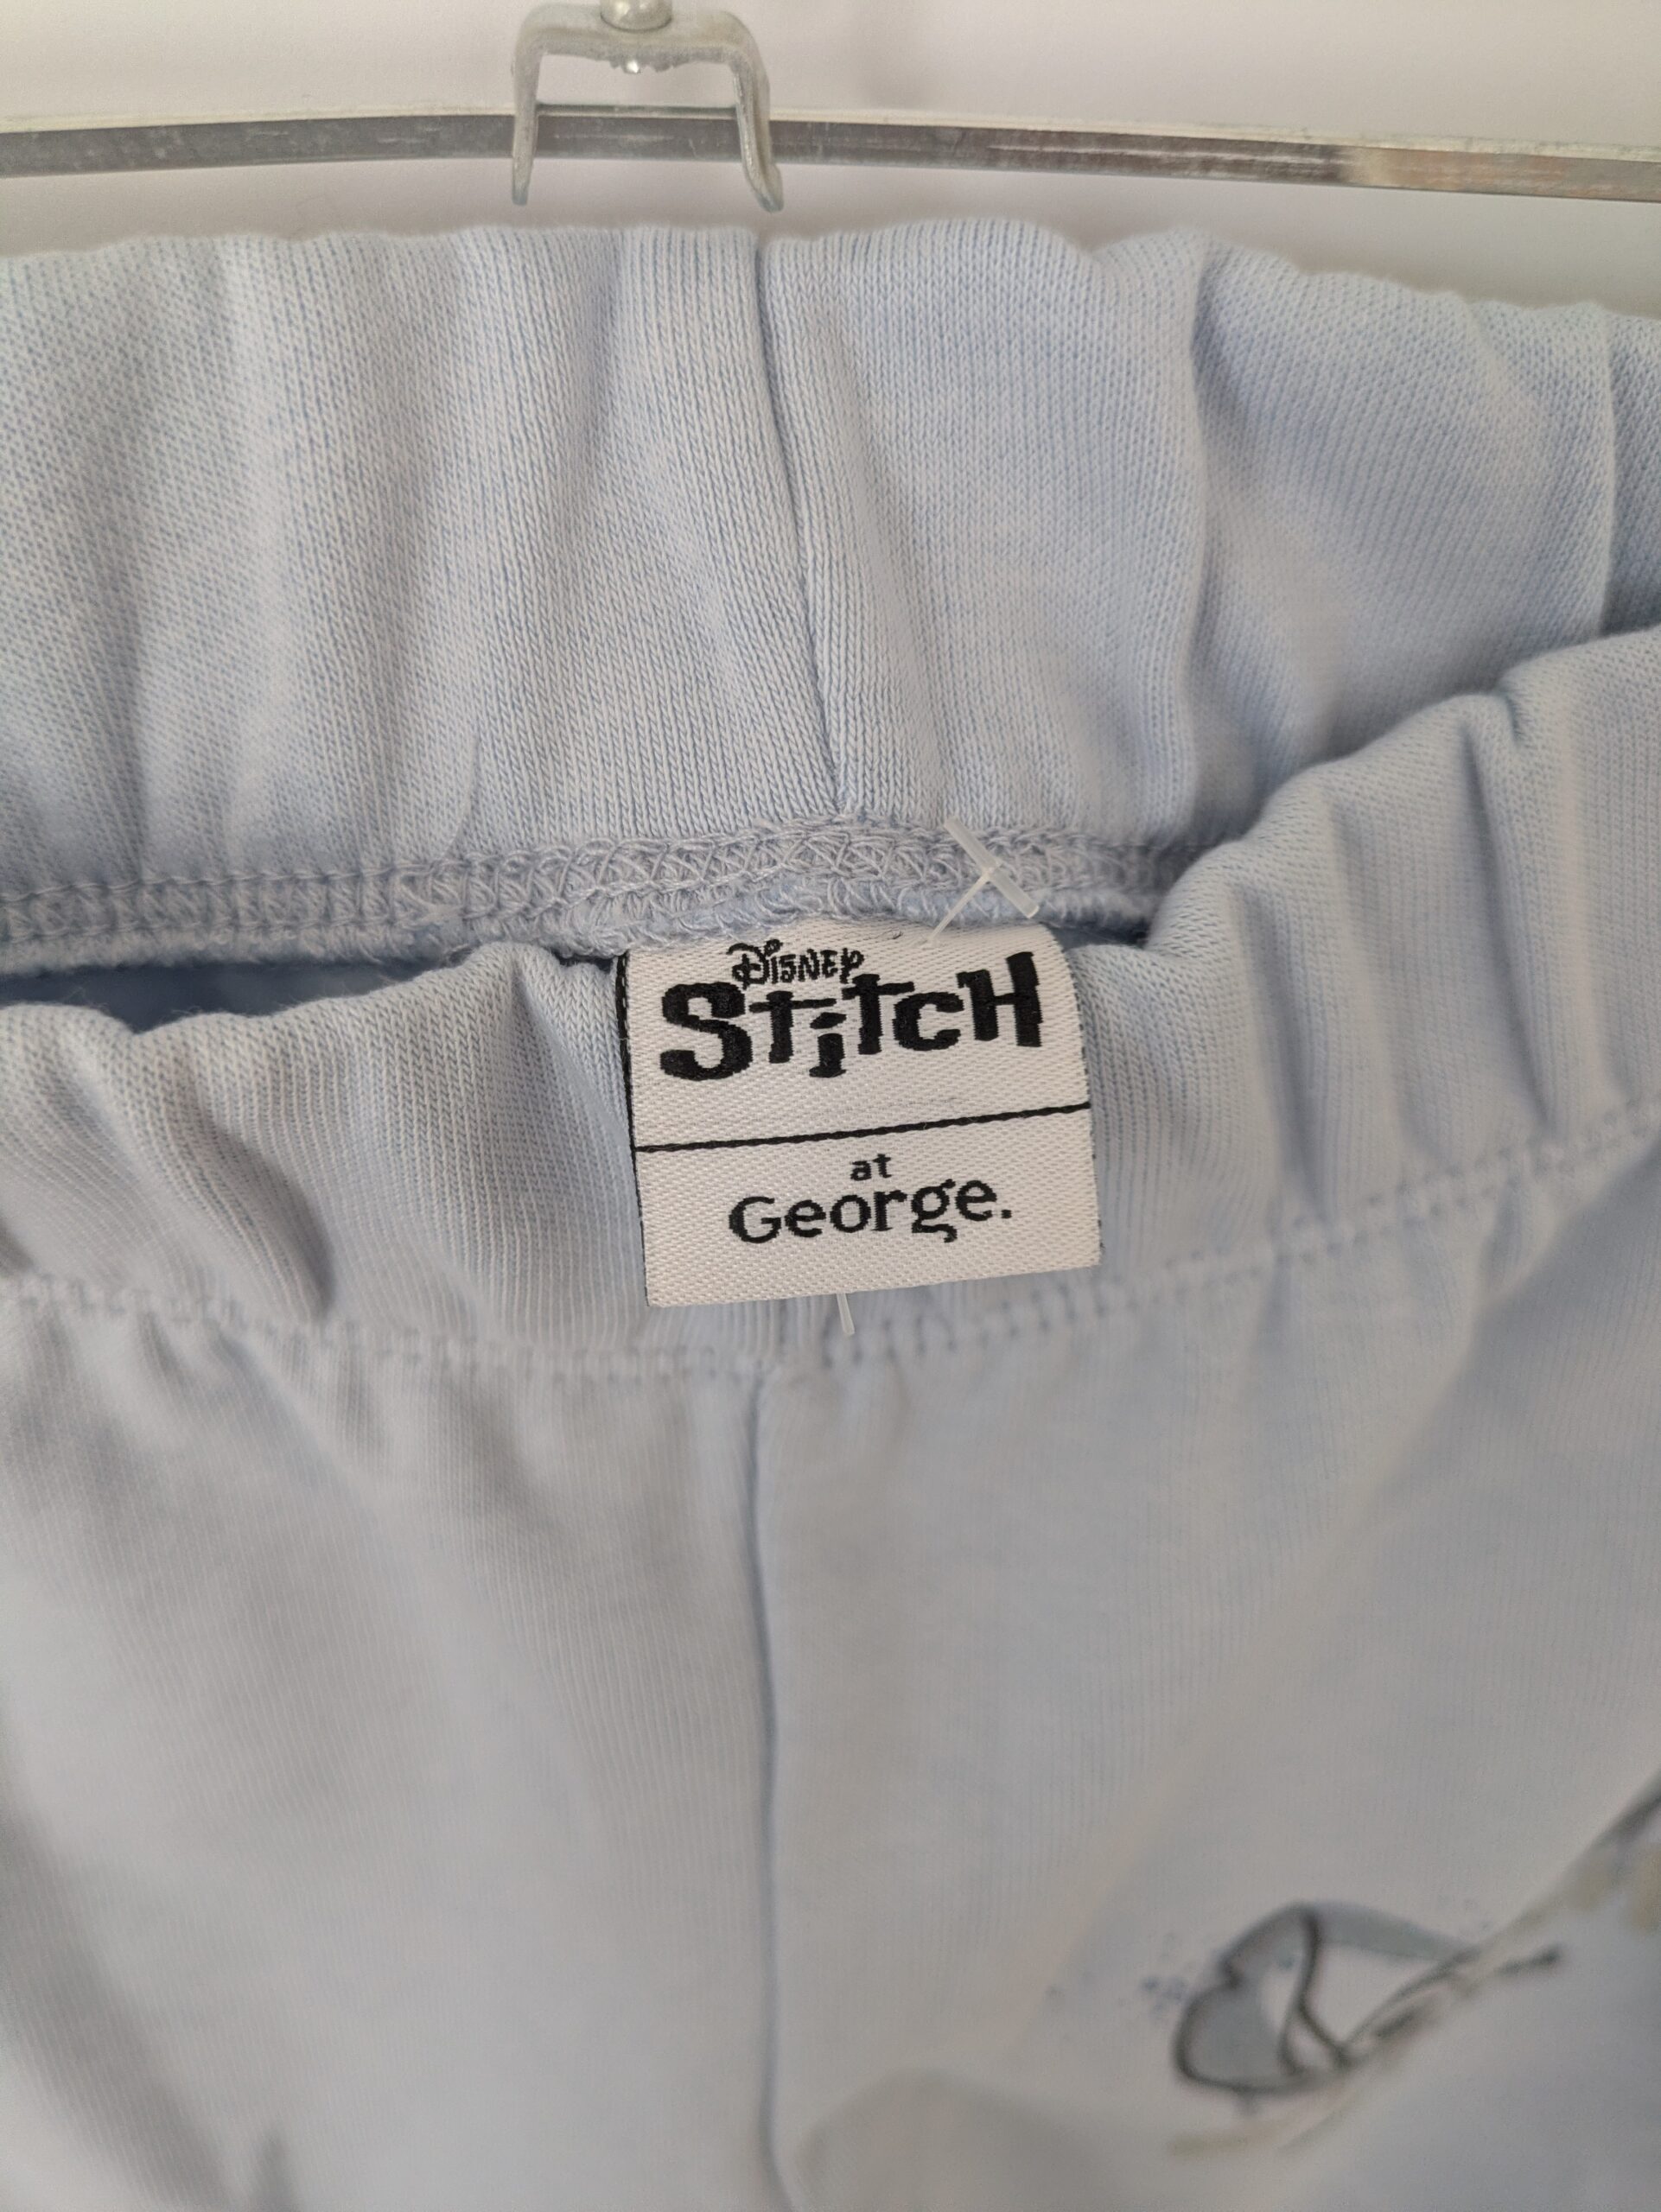 Disney
Stitch
at
George.